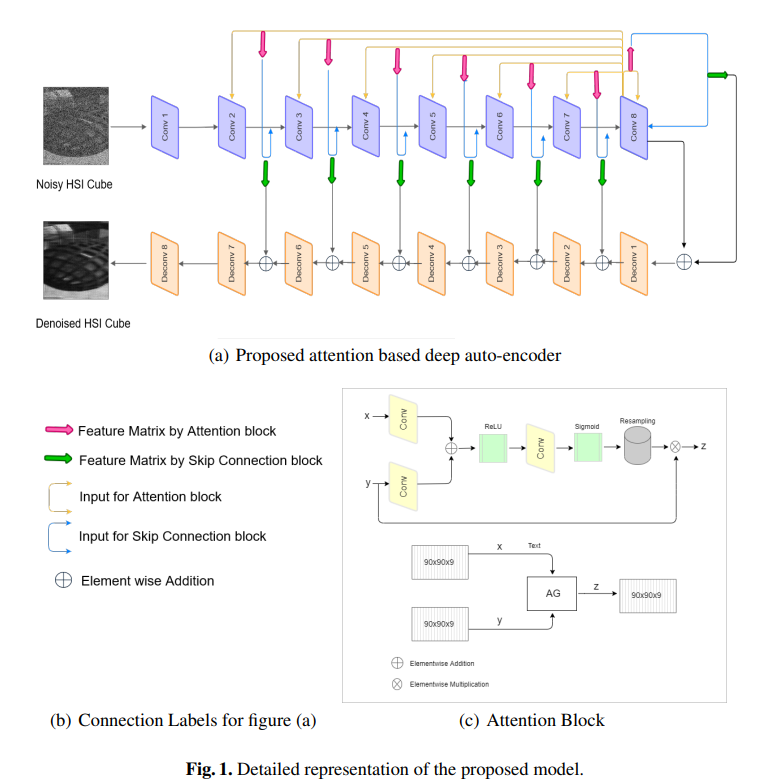 Conv 1
Conv 2
Conv 3
Conv 4
Conv 5
Conv 6
Conv 7
Conv 8
Noisy HSI Cube
Deconv 8
Deconv 7
Deconv 6
Deconv 5
Deconv 4
Deconv 3
Deconv 2
Deconv 1
Denoised HSI Cube
(a) Proposed attention based deep auto-encoder
Feature Matrix by Attention block
Feature Matrix by Skip Connection block
Input for Attention block
Input for Skip Connection block
Element wise Addition
(b) Connection Labels for figure (a)
x
Conv
y
Conv
ReLU
Conv
Sigmoid
Resampling
z
90x90x9
x
Text
AG
z
90x90x9
90x90x9
y
Elementwise Addition
Elementwise Multiplication
(c) Attention Block
Fig. 1. Detailed representation of the proposed model.